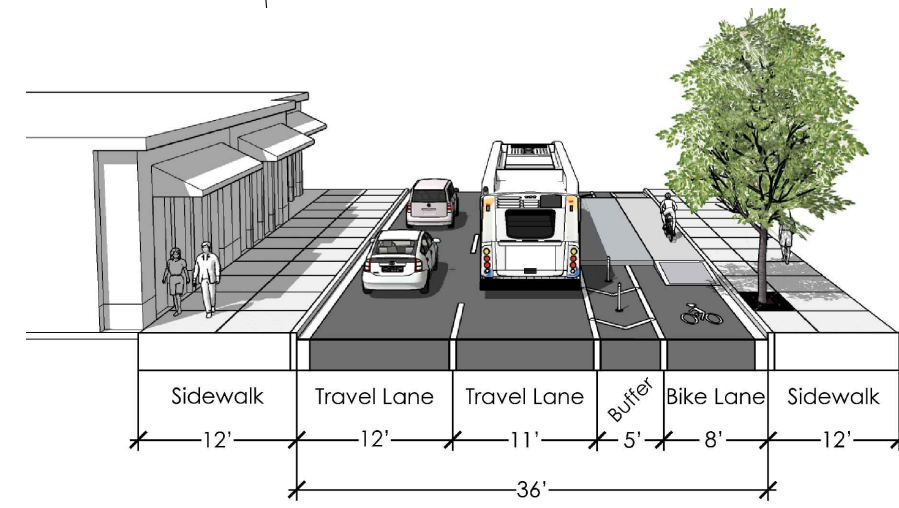 Sidewalk
Travel Lane
Travel Lane
Buffer
Bike Lane
Sidewalk
12’
12’
11’
5’
8’
12’
36’